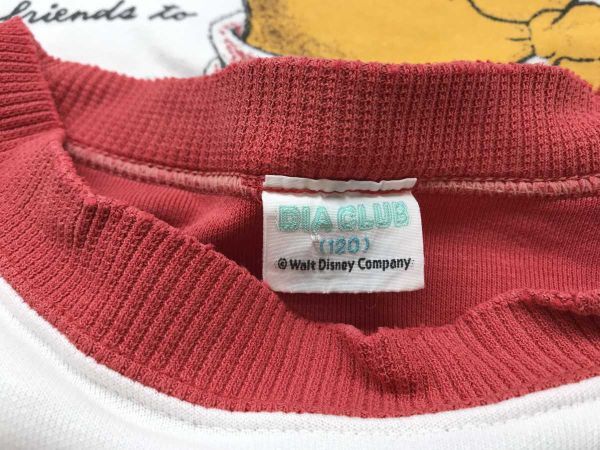 friends to
DIA CLUB
(120)
© Walt Disney Company